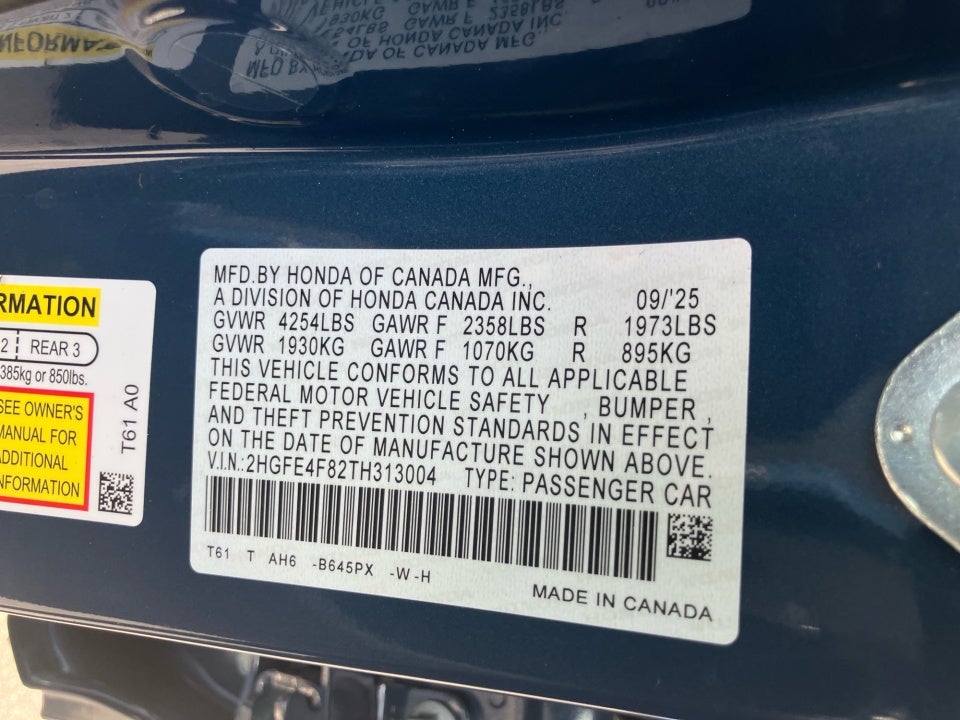 MFD.BY HONDA OF CANADA MFG.,
A DIVISION OF HONDA CANADA INC. 09/'25
GVWR 4254LBS GAWR F 2358LBS R 1973LBS
GVWR 1930KG GAWR F 1070KG R 895KG
THIS VEHICLE CONFORMS TO ALL APPLICABLE
FEDERAL MOTOR VEHICLE SAFETY , BUMPER ,
AND THEFT PREVENTION STANDARDS IN EFFECT
ON THE DATE OF MANUFACTURE SHOWN ABOVE.
V.I.N.:2HGFE4F82TH313004 TYPE: PASSENGER CAR
T61 T AH6 -B645PX -W-H
MADE IN CANADA
RMATION
2 REAR 3
385kg or 850lbs.
SEE OWNER'S
MANUAL FOR
ADDITIONAL
INFORMATION
T61 A0